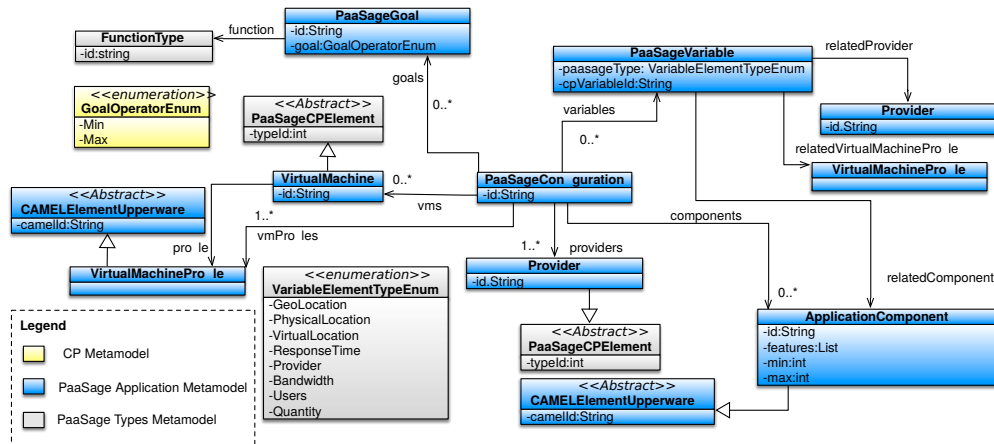 PaaSageGoal
-id:String
-goal:GoalOperatorEnum
function
FunctionType
-id:string
<<enumeration>>
GoalOperatorEnum
-Min
-Max
goals
0..*
<<Abstract>>
PaaSageCPElement
-typeId:int
PaaSageVariable
-paasageType: VariableElementTypeEnum
-cpVariableId:String
relatedProvider
Provider
-id.String
variables
0..*
relatedVirtualMachinePro le
VirtualMachinePro le
VirtualMachine
-id:String
0..*
vms
PaaSageCon guration
-id:String
<<Abstract>>
CAMELElementUpperware
-camelId:String
pro le
1..*
vmPro les
VirtualMachinePro le
components
1..*
providers
Provider
-id.String
relatedComponent
0..*
<<enumeration>>
VariableElementTypeEnum
-GeoLocation
-PhysicalLocation
-VirtualLocation
-ResponseTime
-Provider
-Bandwidth
-Users
-Quantity
ApplicationComponent
-id:String
-features:List
-min:int
-max:int
<<Abstract>>
PaaSageCPElement
-typeId:int
<<Abstract>>
CAMELElementUpperware
-camelId:String
Legend
CP Metamodel
PaaSage Application Metamodel
PaaSage Types Metamodel